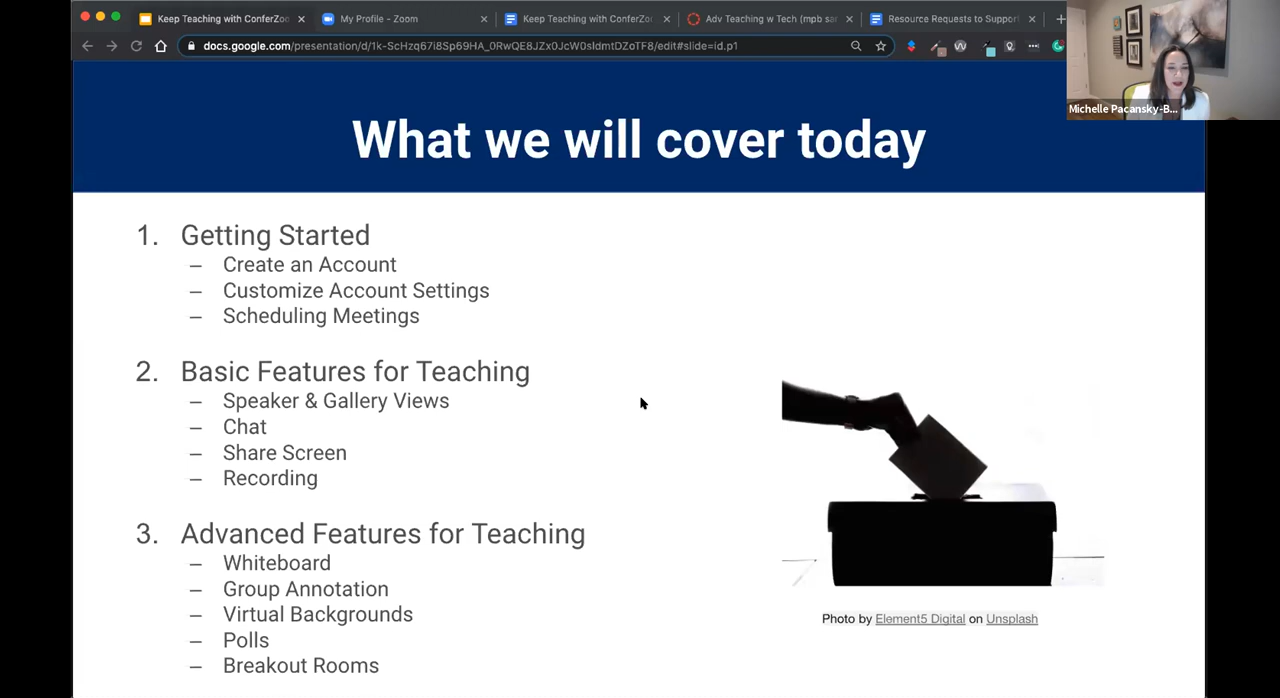 Keep Teaching with ConferZoo
My Profile - Zoom
Keep Teaching with ConferZo
Adv Teaching w Tech (mpb sa
Resource Requests to Suppor
docs.google.com/presentation/d/1k-ScHzq67i8Sp69HA_0RwQE8JZx0JcW0sIdmtDZoTF8/edit#slide=id.p1
Michelle Pacansky-B...
What we will cover today
1. Getting Started
– Create an Account
– Customize Account Settings
– Scheduling Meetings
2. Basic Features for Teaching
– Speaker & Gallery Views
– Chat
– Share Screen
– Recording
3. Advanced Features for Teaching
– Whiteboard
– Group Annotation
– Virtual Backgrounds
– Polls
– Breakout Rooms
Photo by Element5 Digital on Unsplash